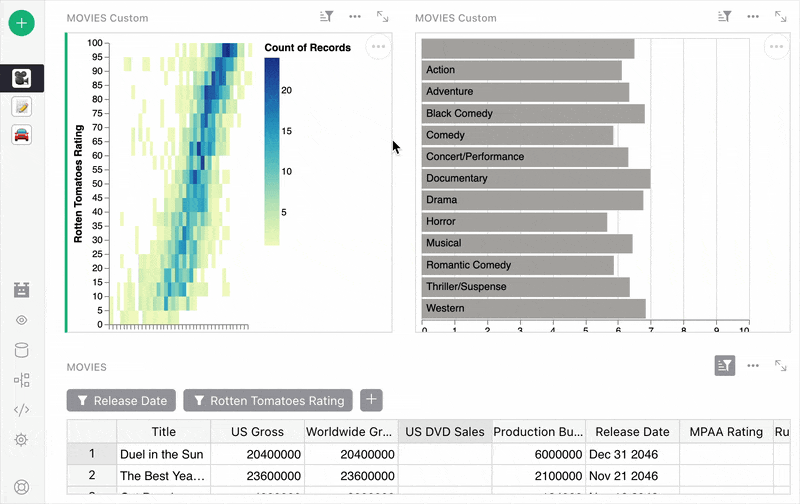 MOVIES Custom
Rotten Tomatoes Rating
100
95
90
85
80
75
70
65
60
55
50
45
40
35
30
25
20
15
10
5
0
Count of Records
20
15
10
5
MOVIES Custom
Action
Adventure
Black Comedy
Comedy
Concert/Performance
Documentary
Drama
Horror
Musical
Romantic Comedy
Thriller/Suspense
Western
0 1 2 3 4 5 6 7 8 9 10
MOVIES
Release Date Rotten Tomatoes Rating
Title US Gross Worldwide Gr... US DVD Sales Production Bu... Release Date MPAA Rating Ru
1 Duel in the Sun 20400000 20400000 6000000 Dec 31 2046
2 The Best Yea... 23600000 23600000 2100000 Nov 21 2046